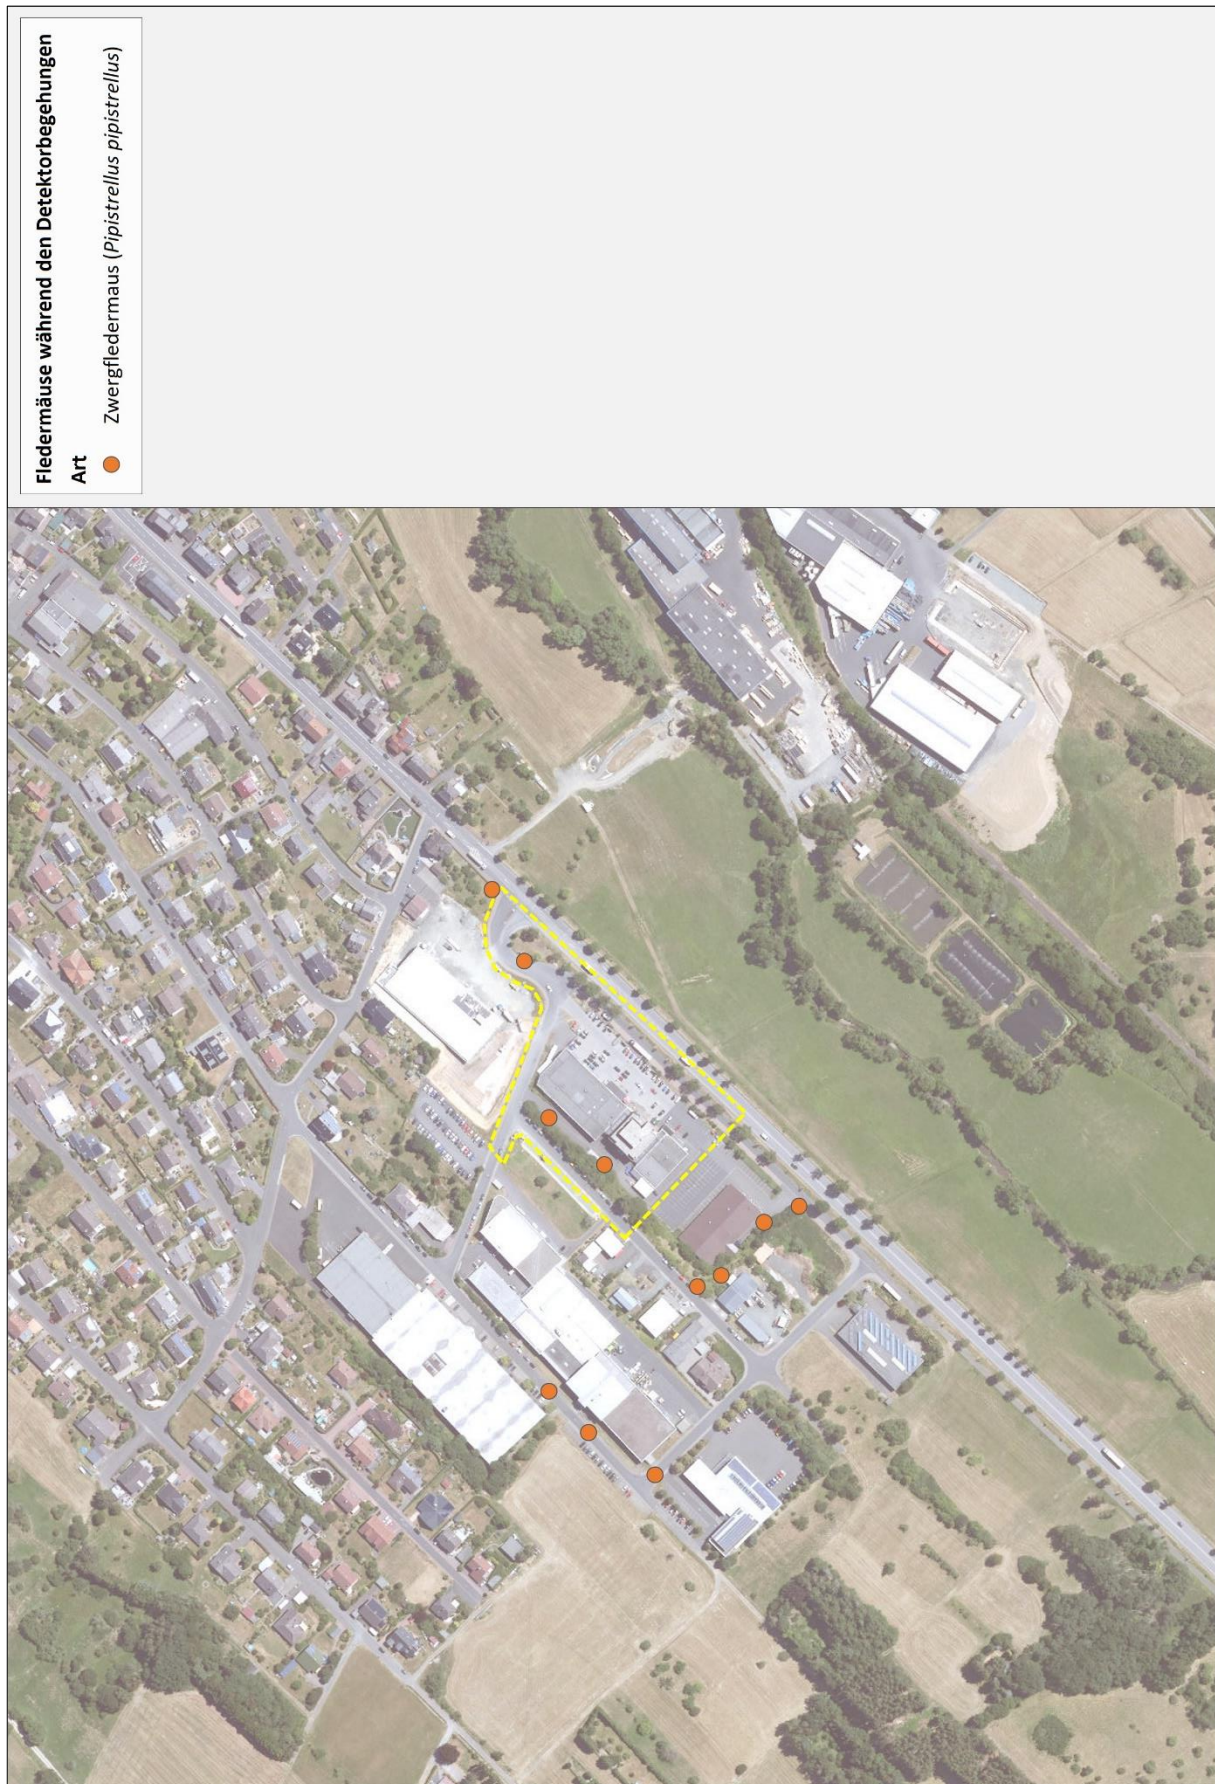 Fledermäuse während den Detektorbegehungen
Art
Zwergfledermaus (Pipistrellus pipistrellus)